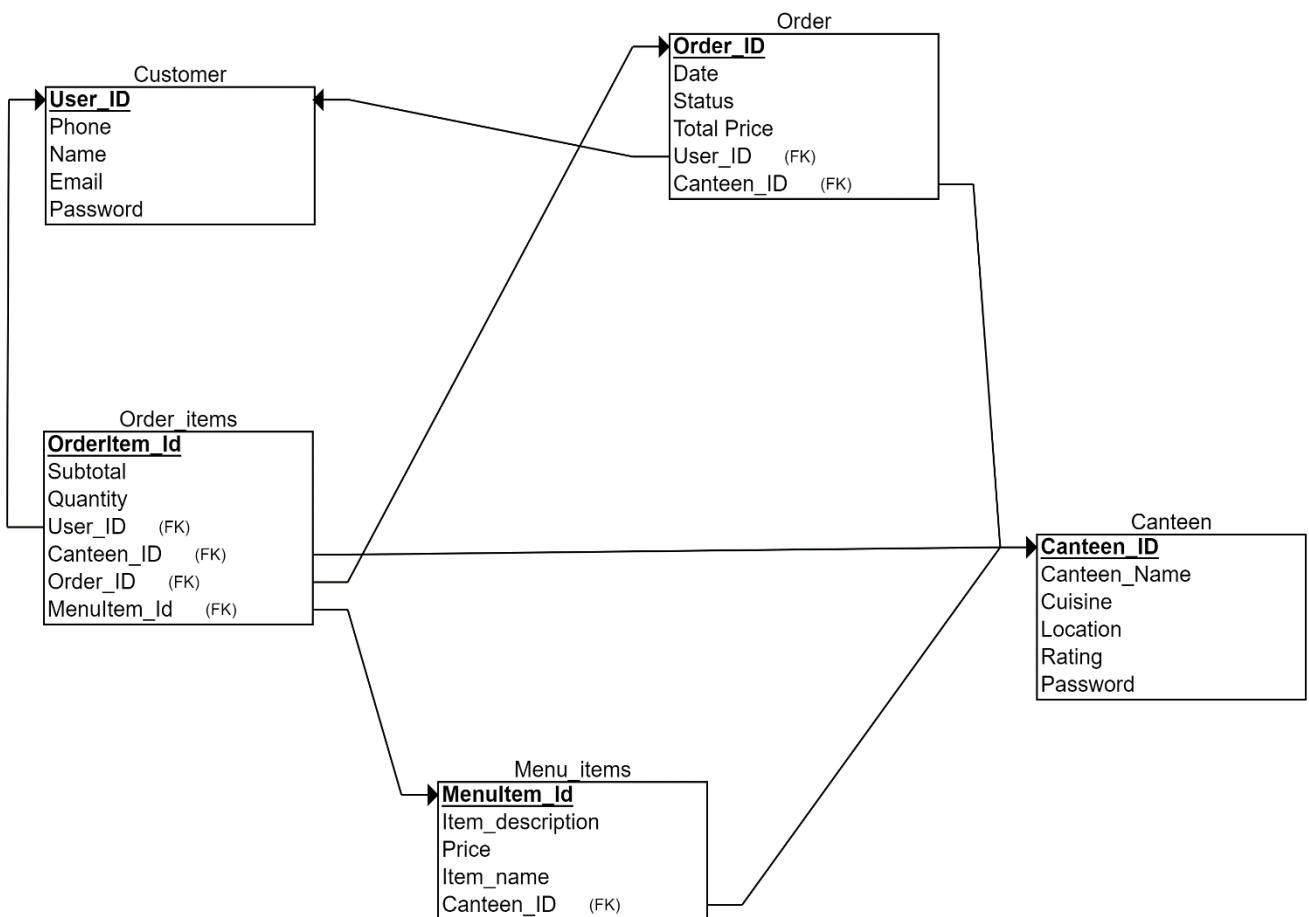 Order
Order_ID
Date
Status
Total Price
User_ID (FK)
Canteen_ID (FK)
Customer
User_ID
Phone
Name
Email
Password
Order_items
OrderItem_Id
Subtotal
Quantity
User_ID (FK)
Canteen_ID (FK)
Order_ID (FK)
MenuItem_Id (FK)
Canteen
Canteen_ID
Canteen_Name
Cuisine
Location
Rating
Password
Menu_items
MenuItem_Id
Item_description
Price
Item_name
Canteen_ID (FK)